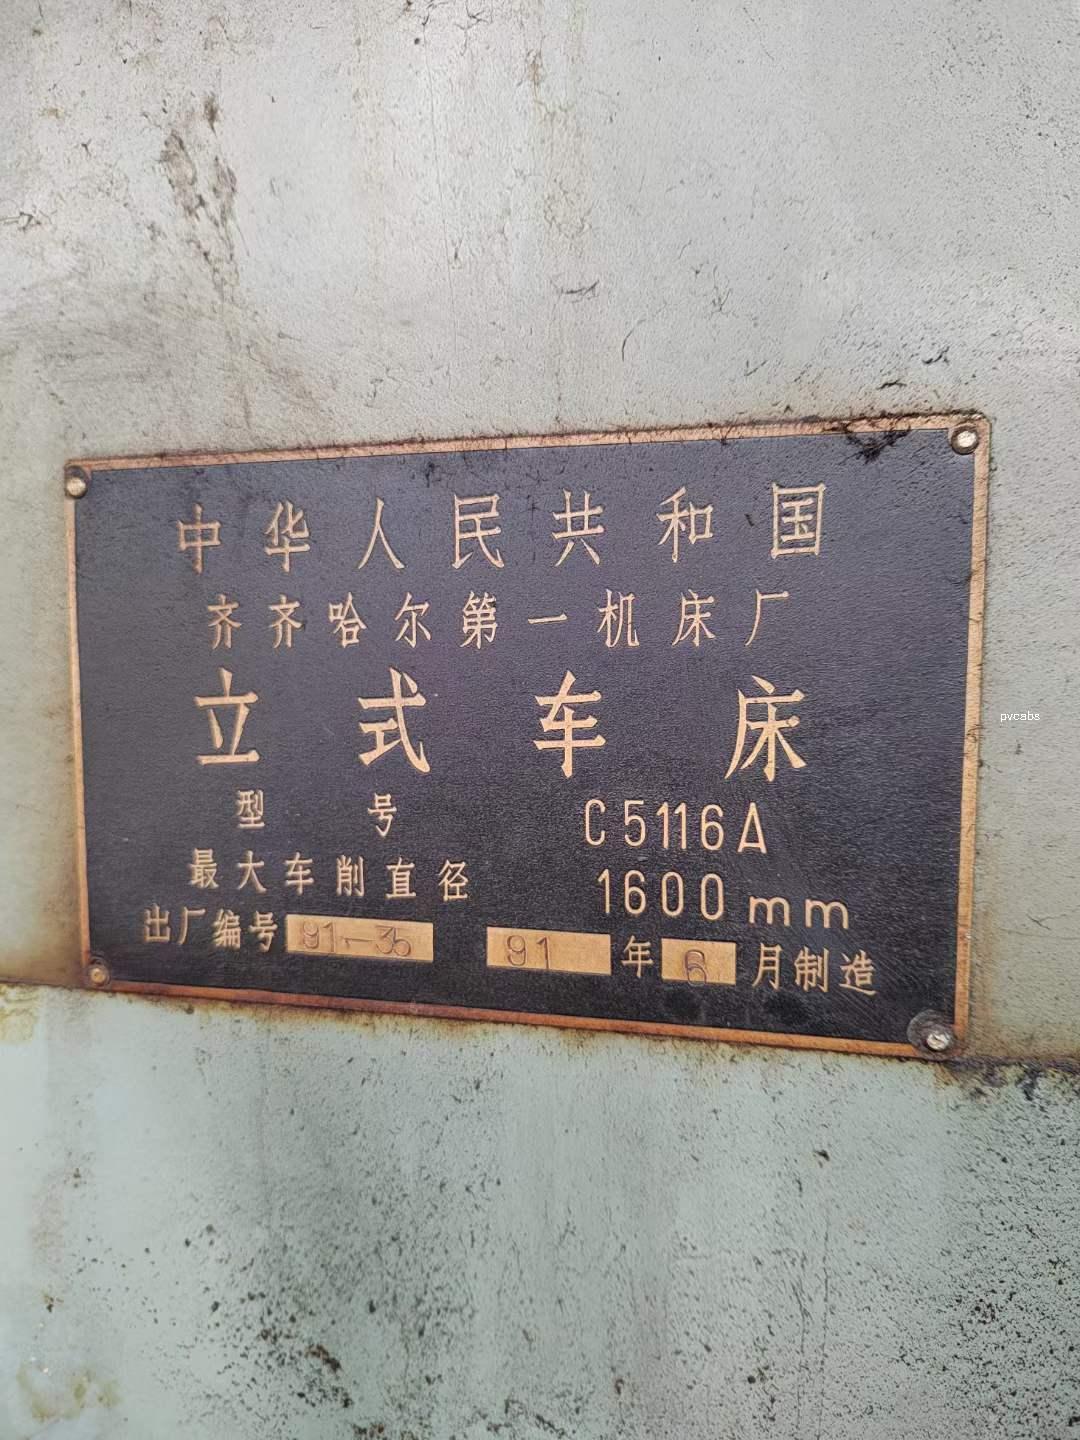 中华人民共和国
齐齐哈尔第一机床厂
立式车床
型号 C5116A
最大车削直径 1600mm
出厂编号 91-35 91年6月制造
pvcabs